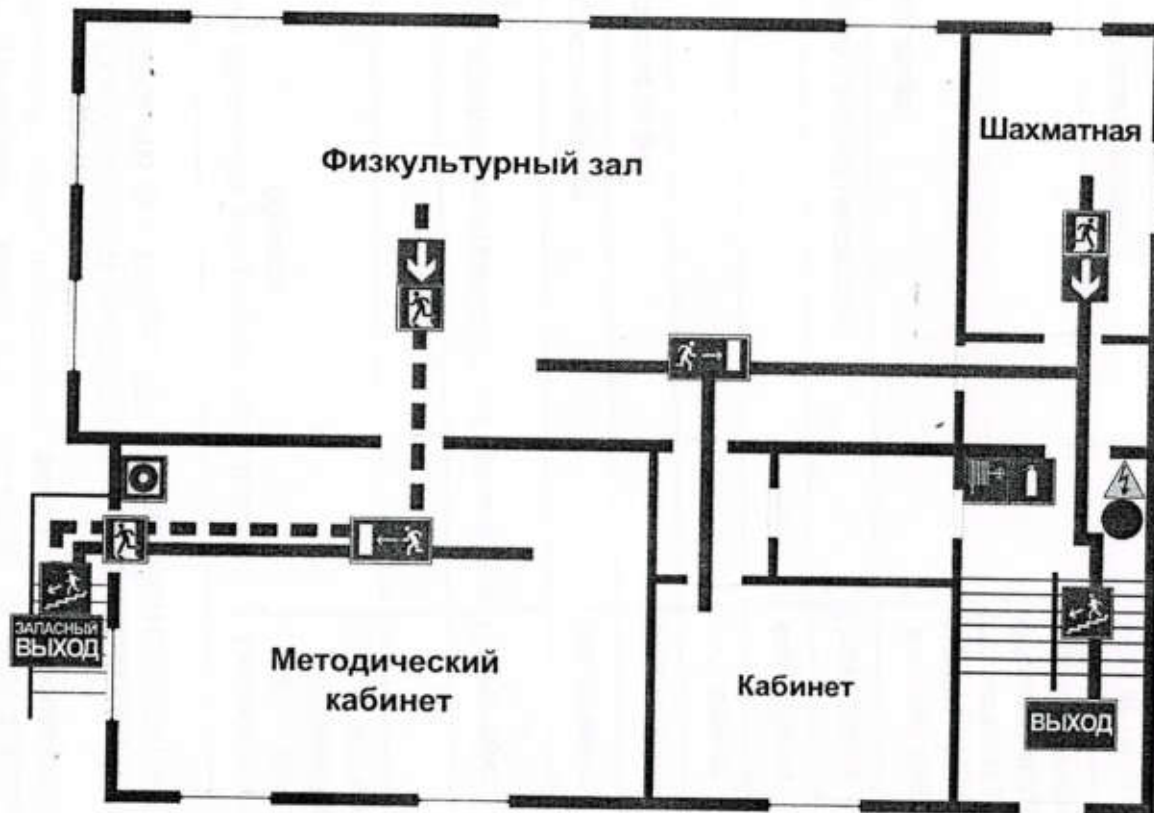 Шахматная
Физкультурный зал
ЗАПАСНЫЙ
ВЫХОД
Методический
кабинет
Кабинет
ВЫХОД